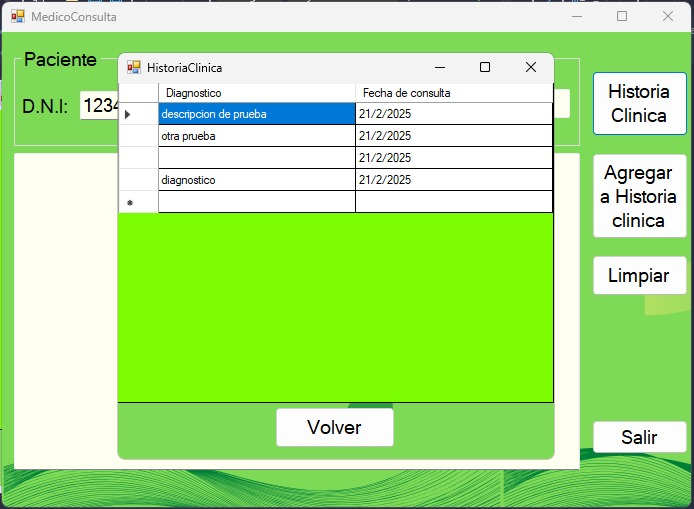 MedicoConsulta
Paciente
D.N.I: 1234
HistoriaClinica
Diagnostico Fecha de consulta
descripcion de prueba 21/2/2025
otra prueba 21/2/2025
21/2/2025
diagnostico 21/2/2025
Volver
Historia
Clinica
Agregar
a Historia
clinica
Limpiar
Salir